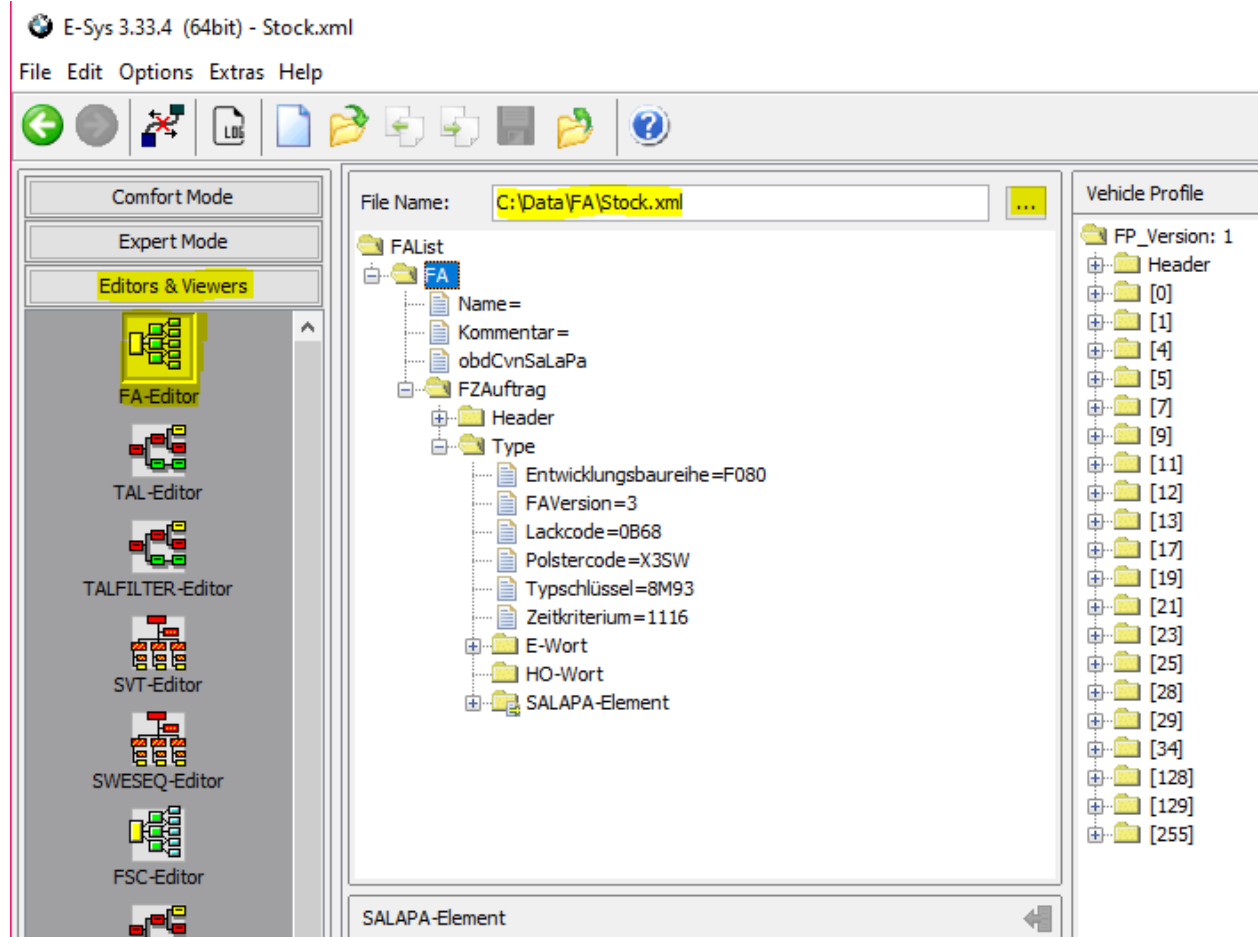 E-Sys 3.33.4 (64bit) - Stock.xml
File Edit Options Extras Help
LOG
Comfort Mode
Expert Mode
Editors & Viewers
FA-Editor
TAL-Editor
TALFILTER-Editor
SVT-Editor
SWESEQ-Editor
FSC-Editor
File Name: C:\Data\FA\Stock.xml ...
FAList
FA
Name=
Kommentar=
obdCvnSaLaPa
FZAuftrag
Header
Type
Entwicklungsbaureihe=F080
FAVersion=3
Lackcode=0B68
Polstercode=X3SW
Typschlüssel=8M93
Zeitkriterium=1116
E-Wort
HO-Wort
SALAPA-Element
SALAPA-Element
Vehicle Profile
FP_Version: 1
Header
[0]
[1]
[4]
[5]
[7]
[9]
[11]
[12]
[13]
[17]
[19]
[21]
[23]
[25]
[28]
[29]
[34]
[128]
[129]
[255]